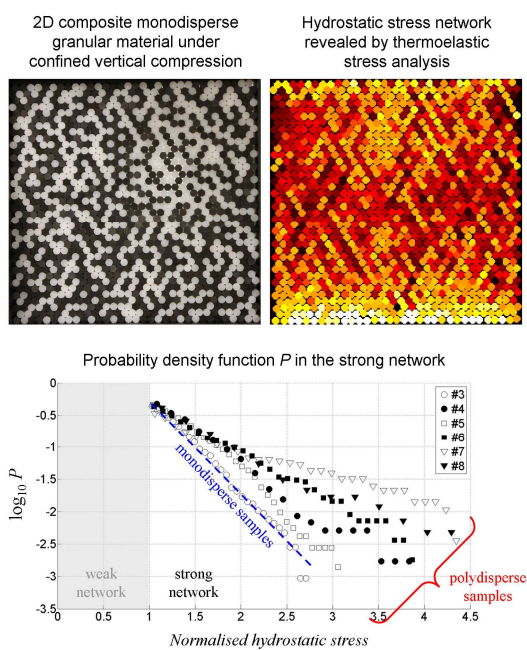 2D composite monodisperse
granular material under
confined vertical compression
Hydrostatic stress network
revealed by thermoelastic
stress analysis
Probability density function P in the strong network
log10 P
0
-0.5
-1
-1.5
-2
-2.5
-3
-3.5
#3
#4
#5
#6
#7
#8
monodisperse samples
weak
network
strong
network
polydisperse
samples
0
0.5
1
1.5
2
2.5
3
3.5
4
4.5
Normalised hydrostatic stress